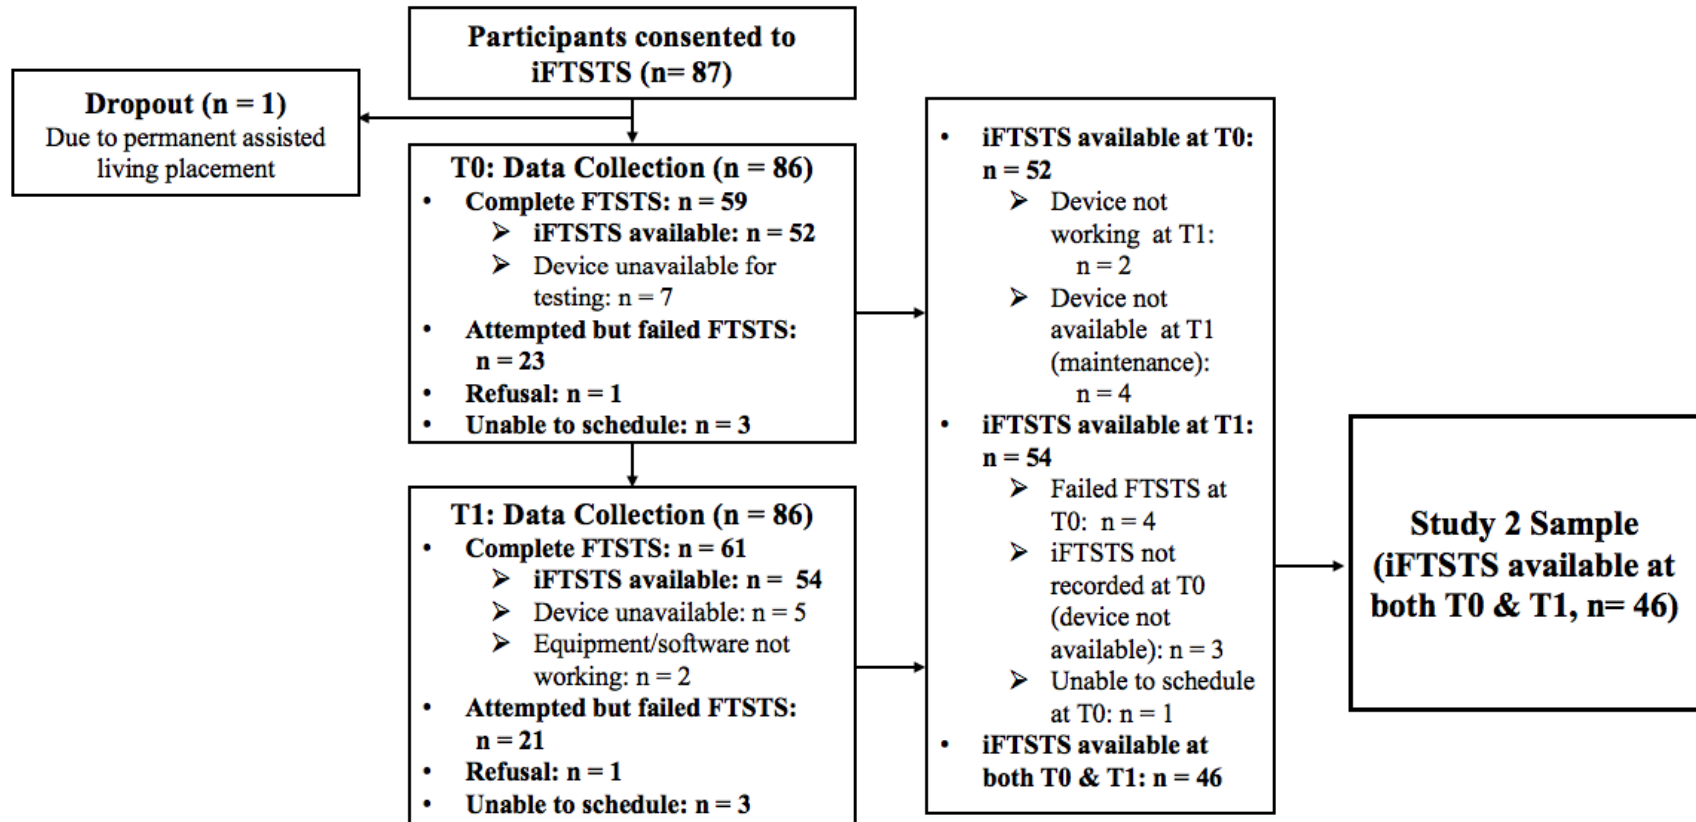 Participants consented to
iFTSTS (n= 87)
Dropout (n = 1)
Due to permanent assisted
living placement
T0: Data Collection (n = 86)
• Complete FTSTS: n = 59
➢ iFTSTS available: n = 52
➢ Device unavailable for
testing: n = 7
• Attempted but failed FTSTS:
n = 23
• Refusal: n = 1
• Unable to schedule: n = 3
T1: Data Collection (n = 86)
• Complete FTSTS: n = 61
➢ iFTSTS available: n = 54
➢ Device unavailable: n = 5
➢ Equipment/software not
working: n = 2
• Attempted but failed FTSTS:
n = 21
• Refusal: n = 1
• Unable to schedule: n = 3
• iFTSTS available at T0:
n = 52
➢ Device not
working at T1:
n = 2
➢ Device not
available at T1
(maintenance):
n = 4
• iFTSTS available at T1:
n = 54
➢ Failed FTSTS at
T0: n = 4
➢ iFTSTS not
recorded at T0
(device not
available): n = 3
➢ Unable to schedule
at T0: n = 1
• iFTSTS available at
both T0 & T1: n = 46
Study 2 Sample
(iFTSTS available at
both T0 & T1, n= 46)